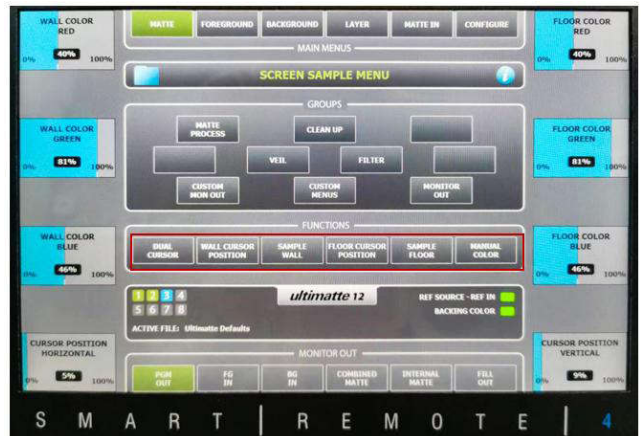 WALL COLOR
RED
0%
40%
100%
MATTE
FOREGROUND
BACKGROUND
LAYER
MATTE IN
CONFIGURE
MAIN MENUS
FLOOR COLOR
RED
0%
40%
100%
SCREEN SAMPLE MENU
i
GROUPS
WALL COLOR
GREEN
0%
81%
100%
MATTE
PROCESS
CLEAN UP
VEIL
FILTER
CUSTOM
MON OUT
CUSTOM
MENUS
MONITOR
OUT
FLOOR COLOR
GREEN
0%
81%
100%
FUNCTIONS
WALL COLOR
BLUE
0%
46%
100%
DUAL
CURSOR
WALL CURSOR
POSITION
SAMPLE
WALL
FLOOR CURSOR
POSITION
SAMPLE
FLOOR
MANUAL
COLOR
FLOOR COLOR
BLUE
0%
46%
100%
1 2 3 4
5 6 7 8
ultimatte 12
REF SOURCE - REF IN
BACKING COLOR
ACTIVE FILE: Ultimatte Defaults
CURSOR POSITION
HORIZONTAL
0%
5%
100%
MONITOR OUT
PGM
OUT
FG
IN
BG
IN
COMBINED
MATTE
INTERNAL
MATTE
FILL
OUT
CURSOR POSITION
VERTICAL
0%
9%
100%
SMART | REMOTE | 4